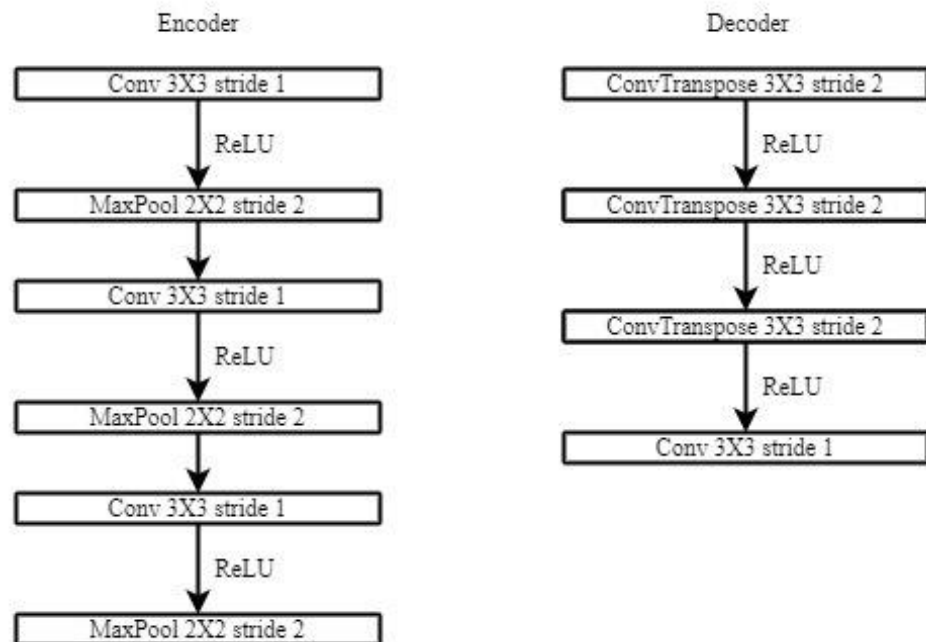 Encoder
Conv 3X3 stride 1
ReLU
MaxPool 2X2 stride 2
Conv 3X3 stride 1
ReLU
MaxPool 2X2 stride 2
Conv 3X3 stride 1
ReLU
MaxPool 2X2 stride 2
Decoder
ConvTranspose 3X3 stride 2
ReLU
ConvTranspose 3X3 stride 2
ReLU
ConvTranspose 3X3 stride 2
ReLU
Conv 3X3 stride 1